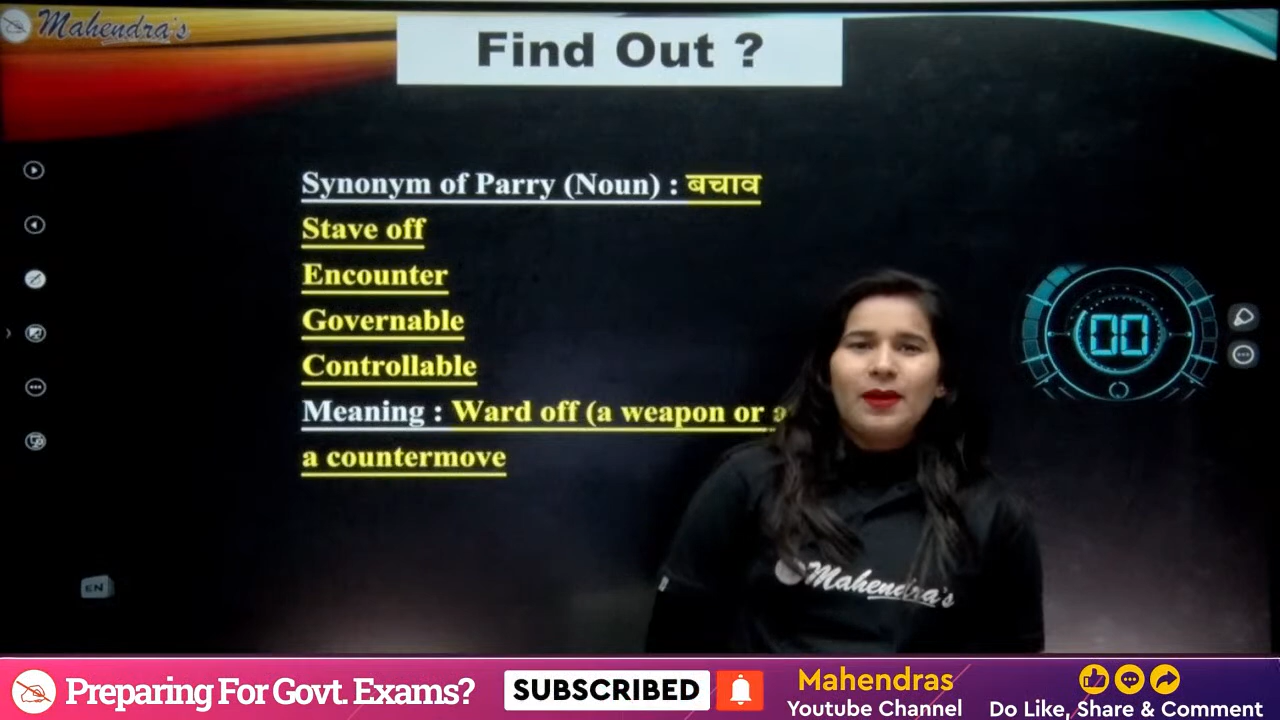 Mahendra's
Find Out ?
Synonym of Parry (Noun) : बचाव
Stave off
Encounter
Governable
Controllable
Meaning : Ward off (a weapon or
a countermove
00
EN
Mahendra's
Preparing For Govt. Exams?
SUBSCRIBED
Mahendras
Youtube Channel
Do Like, Share & Comment